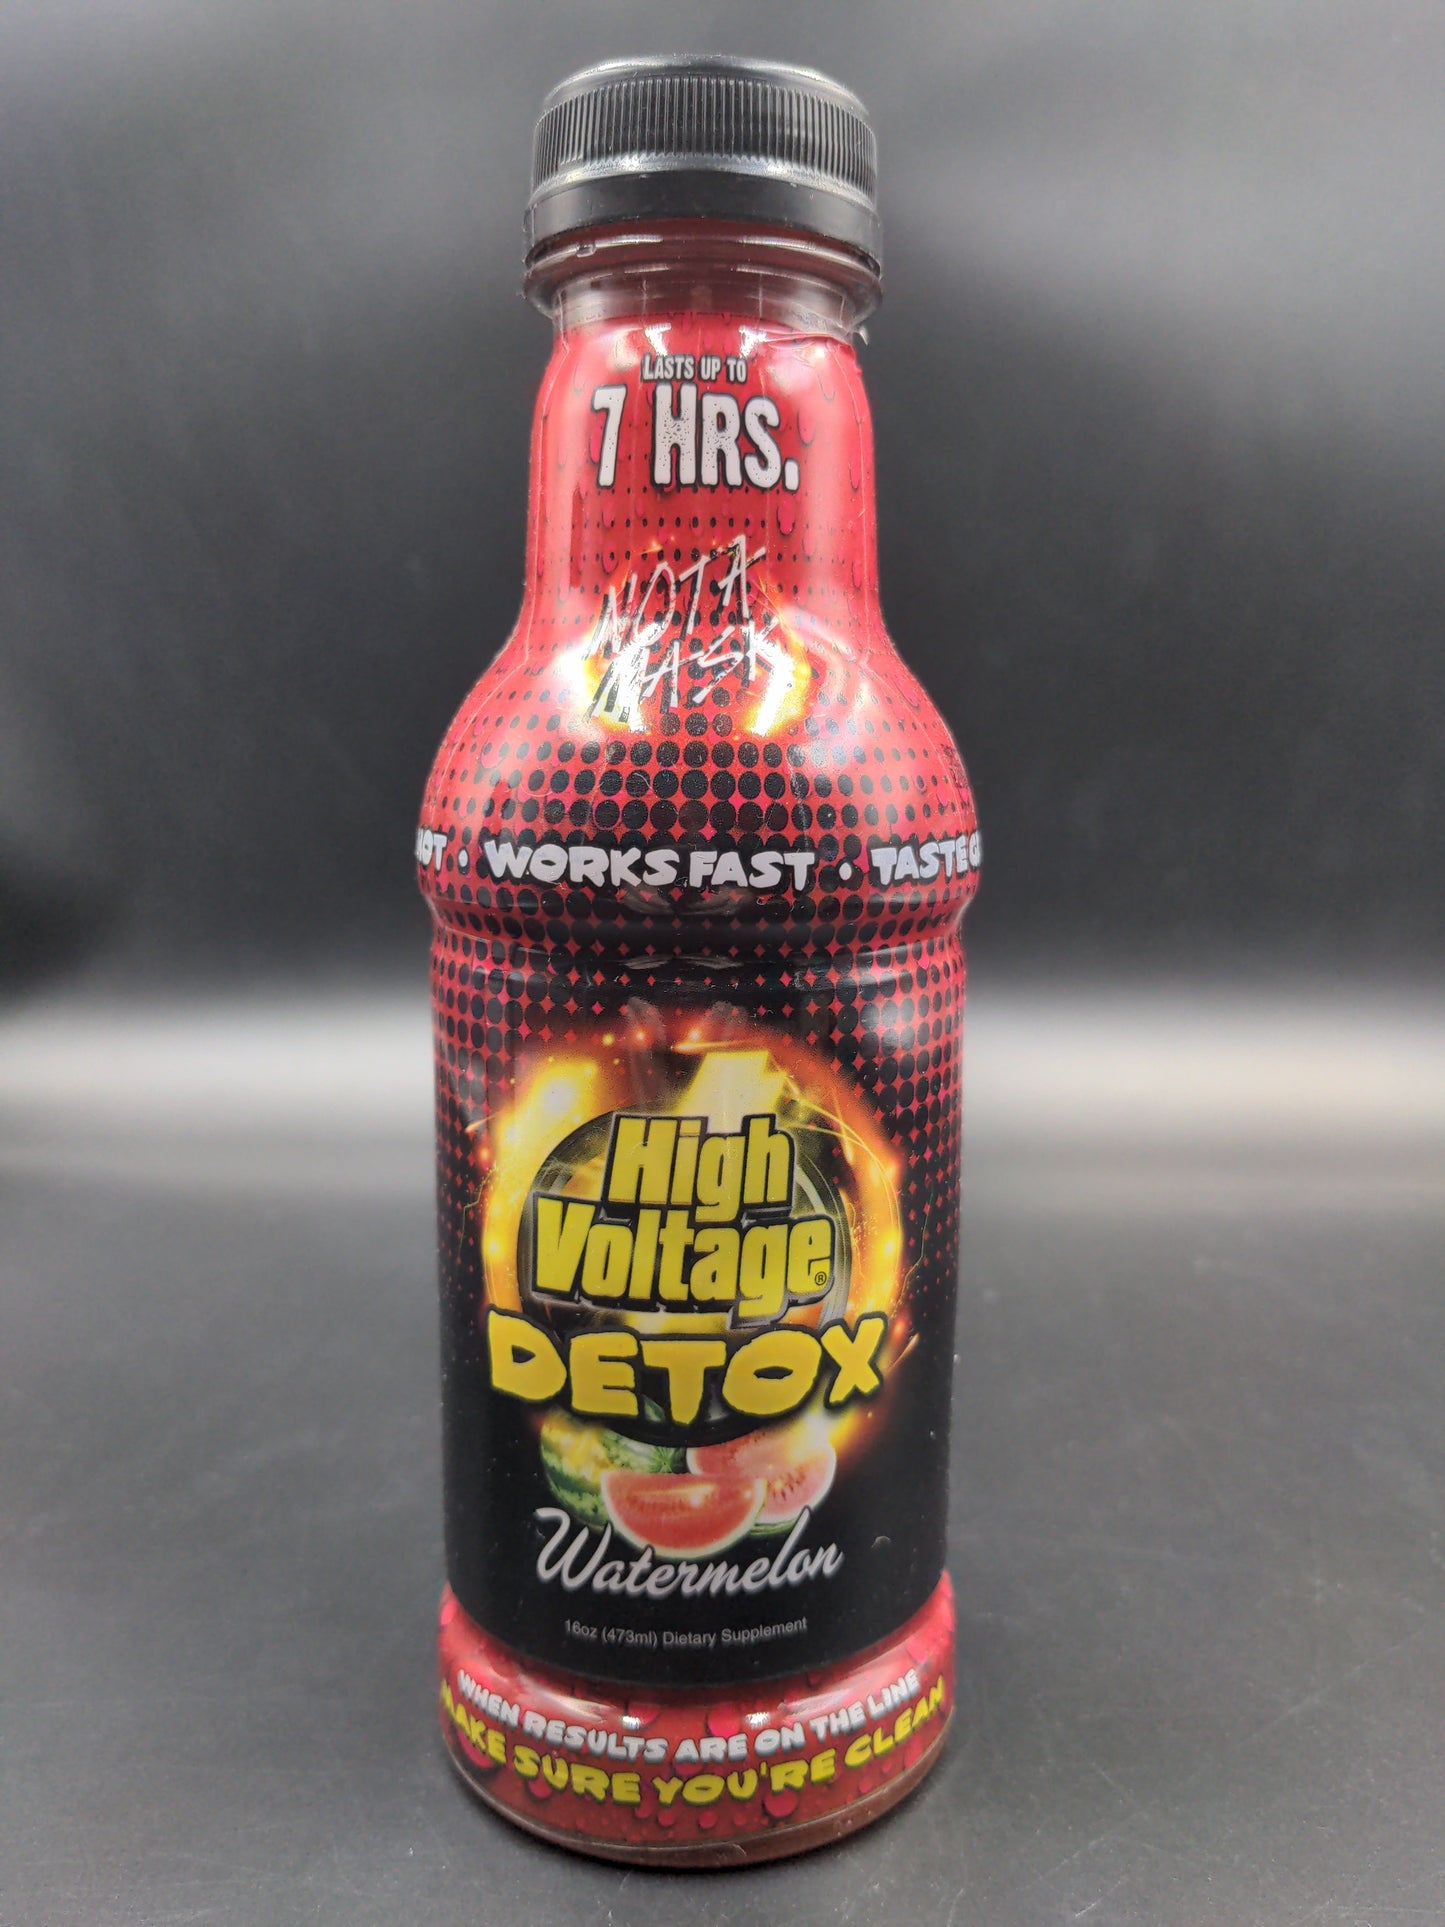 LASTS UP TO
7 HRS.
NOT A
MASK
HOT • WORKS FAST • TASTE
High
Voltage®
DETOX
Watermelon
16oz (473ml) Dietary Supplement
WHEN RESULTS ARE ON THE LINE
MAKE SURE YOU'RE CLEAN